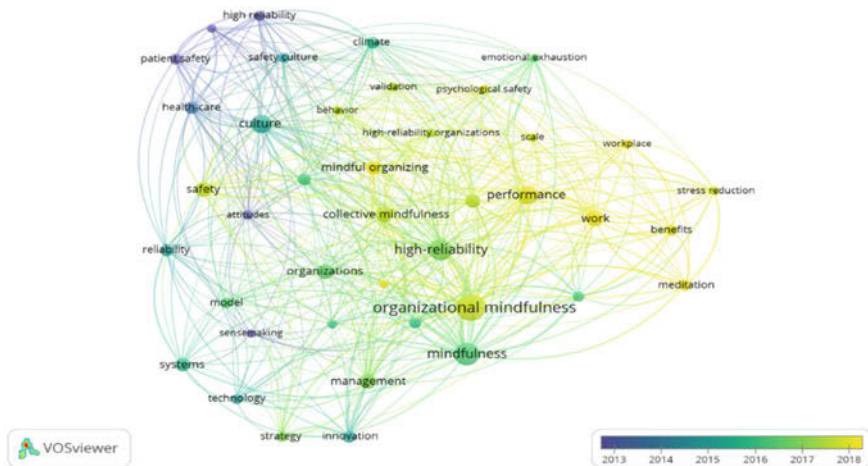 high reliability
climate
patient safety
safety culture
emotional exhaustion
validation
psychological safety
health-care
behavior
culture
high-reliability organizations
scale
workplace
mindful organizing
safety
performance
stress reduction
attitudes
collective mindfulness
work
benefits
reliability
high-reliability
organizations
meditation
model
organizational mindfulness
sensemaking
mindfulness
systems
management
technology
strategy
innovation
VOSviewer
2013 2014 2015 2016 2017 2018